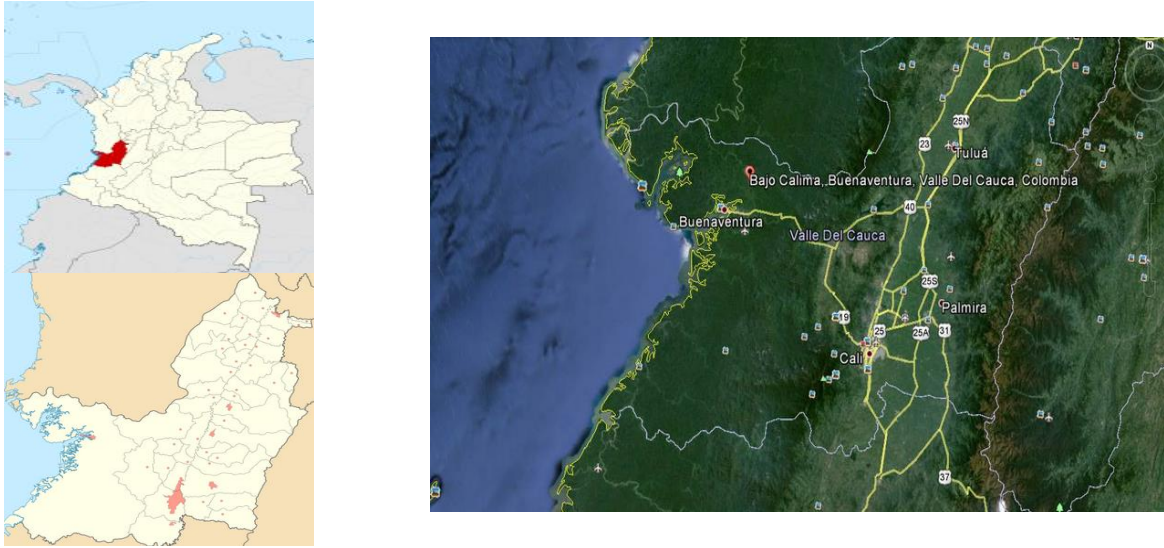 N
25N
23
Tuluá
Bajo Calima,,Buenaventura, Valle Del Cauca, Colombia
40
Buenaventura
Valle Del Cauca
25S
Palmira
19
25
25A
31
Cali
37